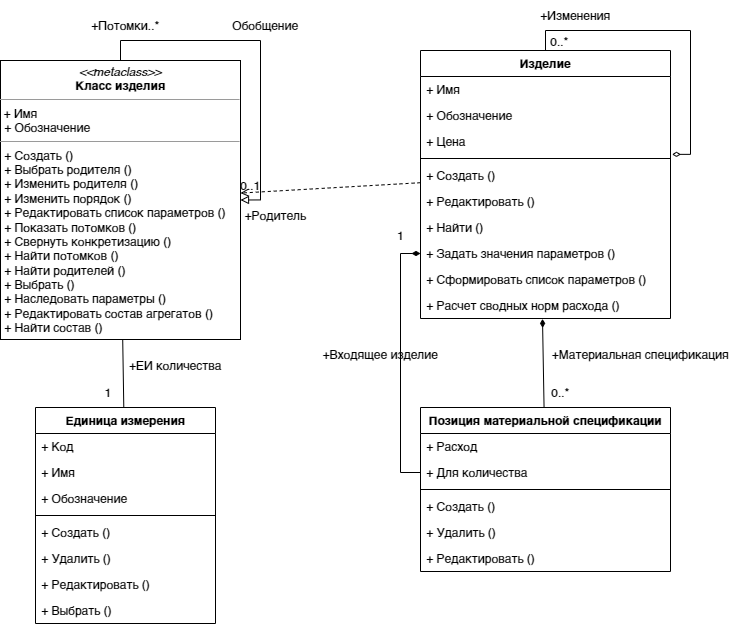 +Потомки..*
Обобщение
<<metaclass>>
Класс изделия
+ Имя
+ Обозначение
+ Создать ()
+ Выбрать родителя ()
+ Изменить родителя ()
+ Изменить порядок ()
+ Редактировать список параметров ()
+ Показать потомков ()
+ Свернуть конкретизацию ()
+ Найти потомков ()
+ Найти родителей ()
+ Выбрать ()
+ Наследовать параметры ()
+ Редактировать состав агрегатов ()
+ Найти состав ()
0..1
+Родитель
+Изменения
0..*
Изделие
+ Имя
+ Обозначение
+ Цена
+ Создать ()
+ Редактировать ()
+ Найти ()
+ Задать значения параметров ()
+ Сформировать список параметров ()
+ Расчет сводных норм расхода ()
1
+Входящее изделие
+Материальная спецификация
0..*
+ЕИ количества
1
Единица измерения
+ Код
+ Имя
+ Обозначение
+ Создать ()
+ Удалить ()
+ Редактировать ()
+ Выбрать ()
Позиция материальной спецификации
+ Расход
+ Для количества
+ Создать ()
+ Удалить ()
+ Редактировать ()